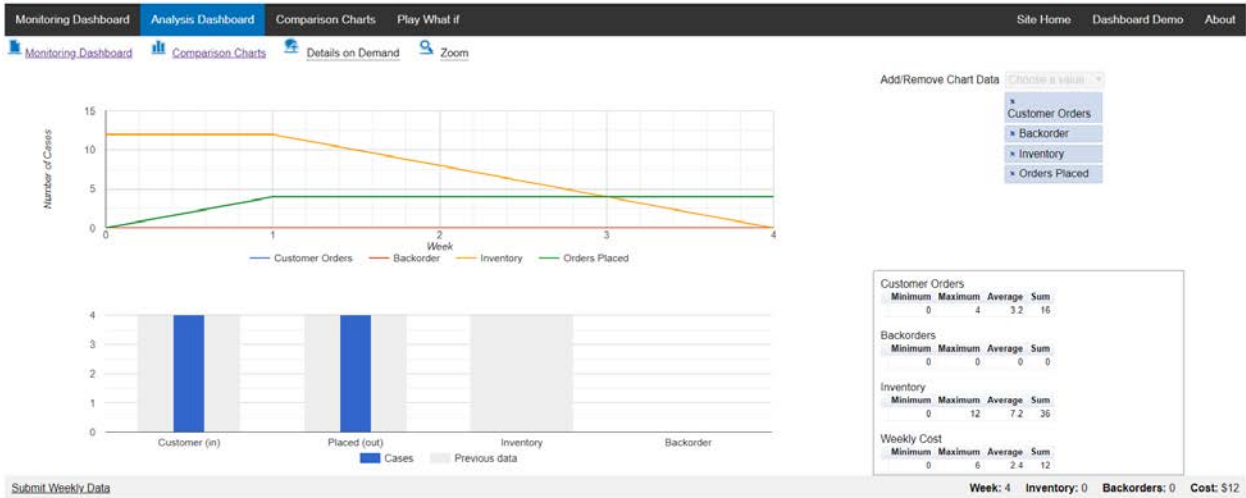 Monitoring Dashboard Analysis Dashboard Comparison Charts Play What if Site Home Dashboard Demo About
Monitoring Dashboard Comparison Charts Details on Demand Zoom
Add/Remove Chart Data Choose a value
× Customer Orders
× Backorder
× Inventory
× Orders Placed
Number of Cases
15
10
5
0
0 1 2 3 4
Week
Customer Orders Backorder Inventory Orders Placed
4
3
2
1
0
Customer (in) Placed (out) Inventory Backorder
Cases Previous data
Customer Orders
Minimum Maximum Average Sum
0 4 3.2 16
Backorders
Minimum Maximum Average Sum
0 0 0 0
Inventory
Minimum Maximum Average Sum
0 12 7.2 36
Weekly Cost
Minimum Maximum Average Sum
0 6 2.4 12
Submit Weekly Data Week: 4 Inventory: 0 Backorders: 0 Cost: $12